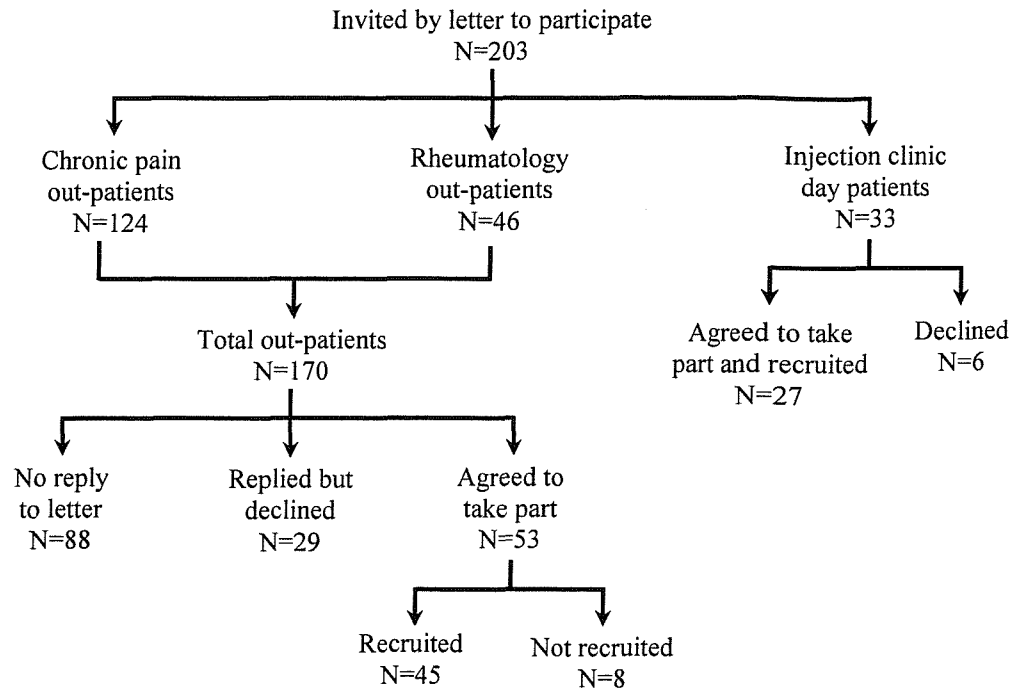 Invited by letter to participate
N=203
Chronic pain
out-patients
N=124
Rheumatology
out-patients
N=46
Injection clinic
day patients
N=33
Total out-patients
N=170
Agreed to take
part and recruited
N=27
Declined
N=6
No reply
to letter
N=88
Replied but
declined
N=29
Agreed to
take part
N=53
Recruited
N=45
Not recruited
N=8